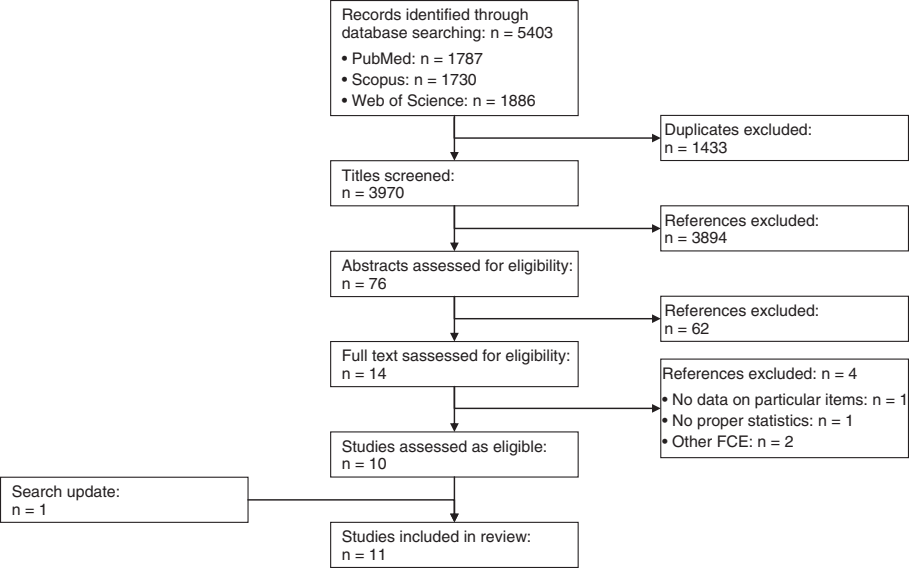 Records identified through
database searching: n = 5403
• PubMed: n = 1787
• Scopus: n = 1730
• Web of Science: n = 1886
Duplicates excluded:
n = 1433
Titles screened:
n = 3970
References excluded:
n = 3894
Abstracts assessed for eligibility:
n = 76
References excluded:
n = 62
Full text sassessed for eligibility:
n = 14
References excluded: n = 4
• No data on particular items: n = 1
• No proper statistics: n = 1
• Other FCE: n = 2
Studies assessed as eligible:
n = 10
Search update:
n = 1
Studies included in review:
n = 11